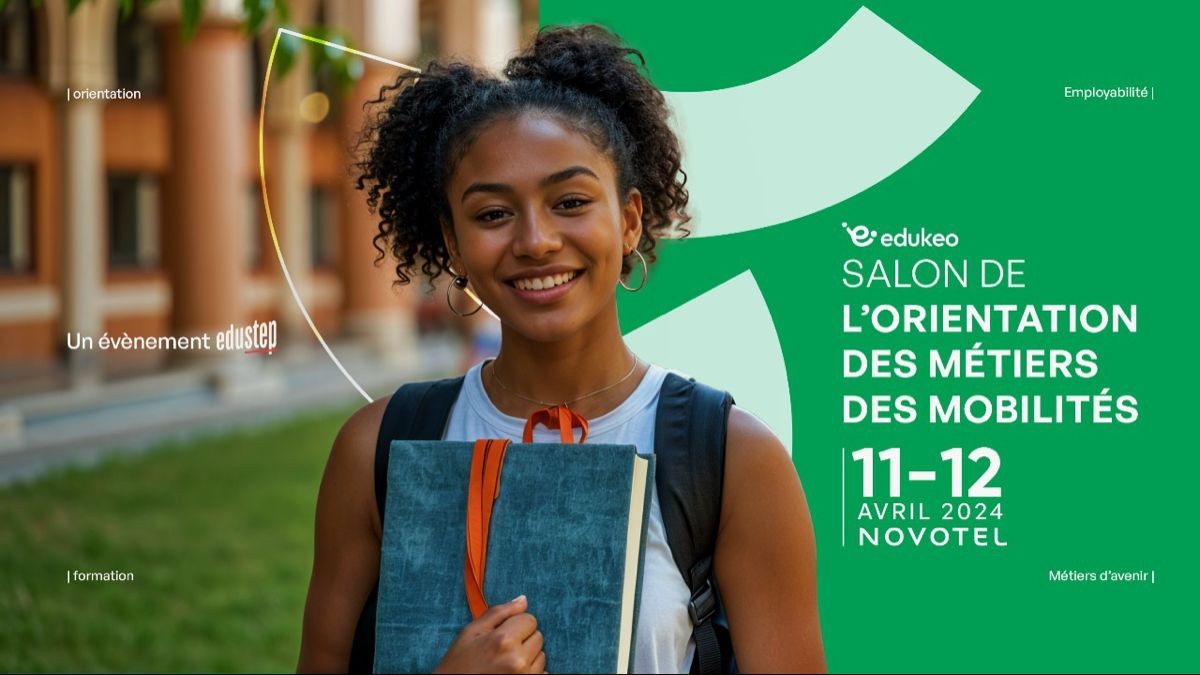 | orientation
Employabilité |
Un évènement edustep
edukeo
SALON DE
L'ORIENTATION
DES MÉTIERS
DES MOBILITÉS
11-12
AVRIL 2024
NOVOTEL
| formation
Métiers d'avenir |